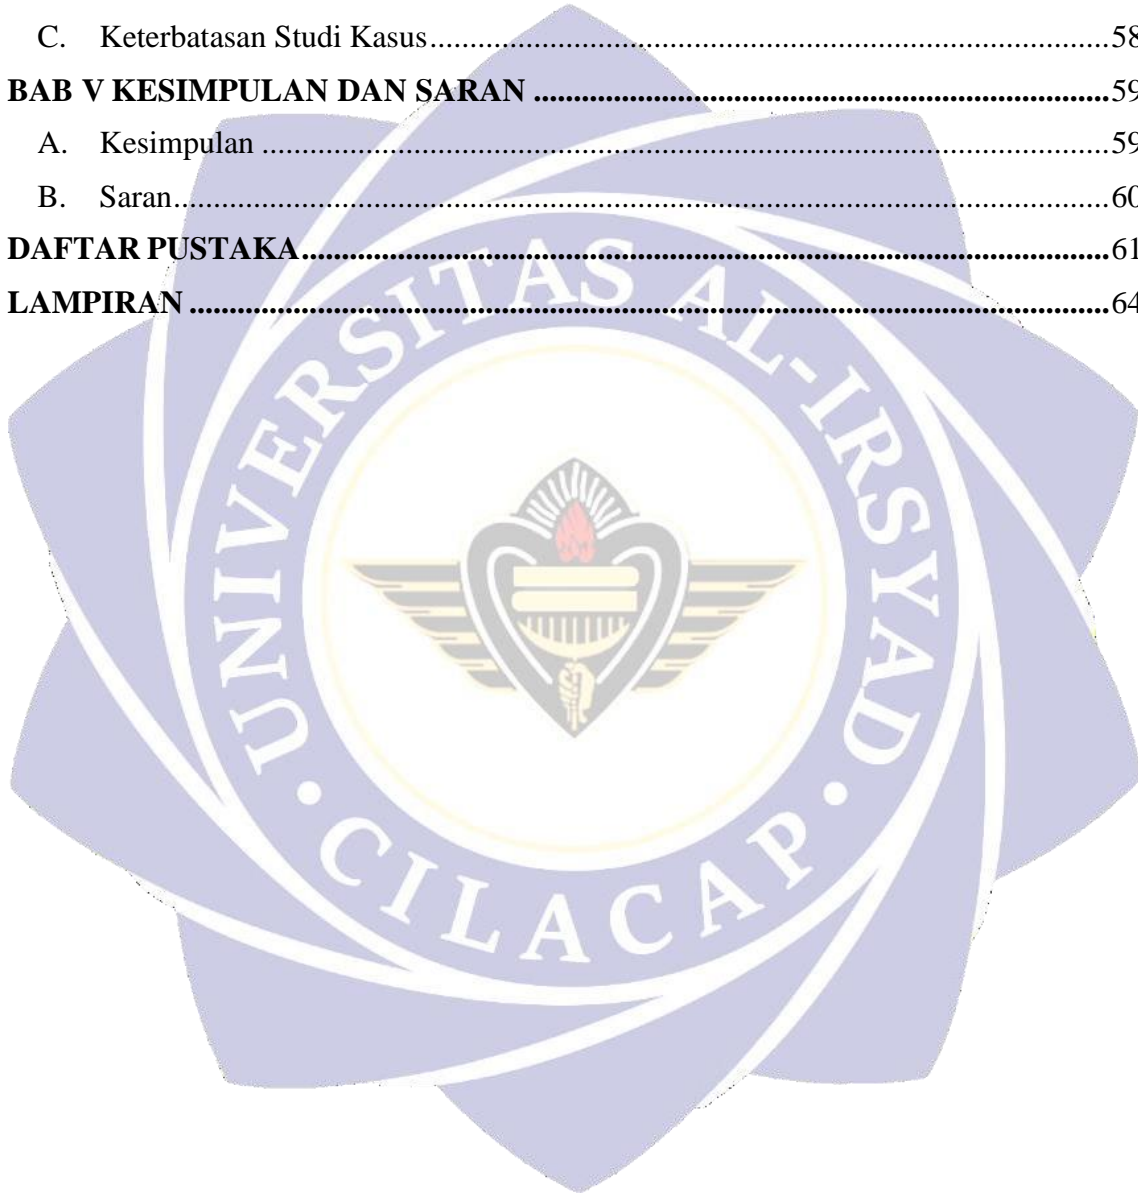 C. Keterbatasan Studi Kasus.......................................................................................58
BAB V KESIMPULAN DAN SARAN ..........................................................................59
A. Kesimpulan .............................................................................................................59
B. Saran........................................................................................................................60
DAFTAR PUSTAKA........................................................................................................61
LAMPIRAN ......................................................................................................................64
UNIVERSITAS AL-IRSYAD
• CILACAP •